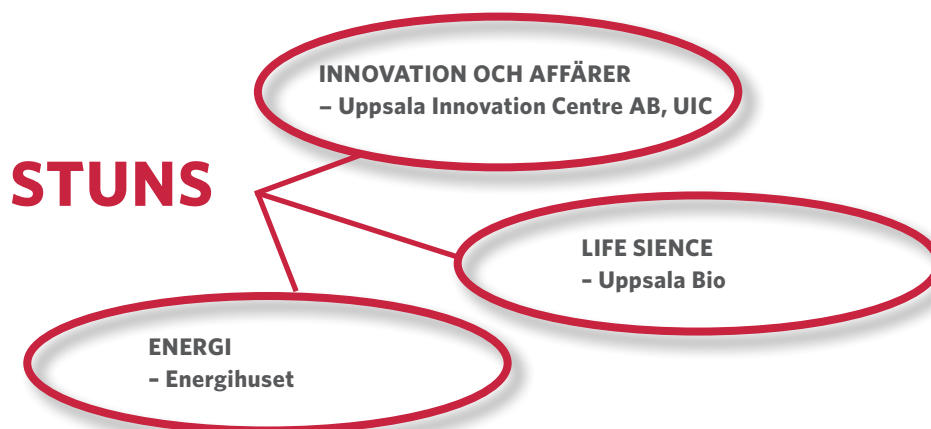 INNOVATION OCH AFFÄRER
– Uppsala Innovation Centre AB, UIC
STUNS
LIFE SIENCE
– Uppsala Bio
ENERGI
– Energihuset